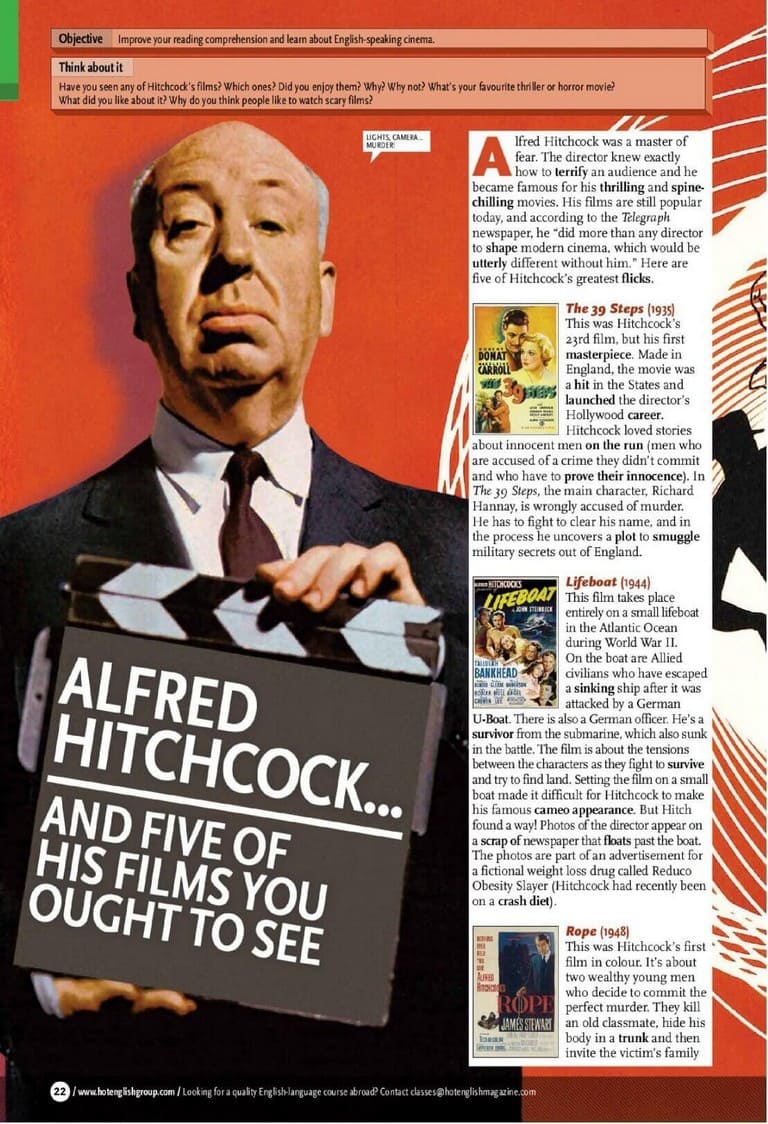 Objective Improve your reading comprehension and learn about English-speaking cinema.
Think about it
Have you seen any of Hitchcock's films? Which ones? Did you enjoy them? Why? Why not? What's your favourite thriller or horror movie?
What did you like about it? Why do you think people like to watch scary films?
LIGHTS, CAMERA...
MURDER!
ALFRED
HITCHCOCK...
AND FIVE OF
HIS FILMS YOU
OUGHT TO SEE
Alfred Hitchcock was a master of
fear. The director knew exactly
how to terrify an audience and he
became famous for his thrilling and spine-
chilling movies. His films are still popular
today, and according to the Telegraph
newspaper, he "did more than any director
to shape modern cinema, which would be
utterly different without him." Here are
five of Hitchcock's greatest flicks.
The 39 Steps (1935)
This was Hitchcock's
23rd film, but his first
masterpiece. Made in
England, the movie was
a hit in the States and
launched the director's
Hollywood career.
Hitchcock loved stories
about innocent men on the run (men who
are accused of a crime they didn't commit
and who have to prove their innocence). In
The 39 Steps, the main character, Richard
Hannay, is wrongly accused of murder.
He has to fight to clear his name, and in
the process he uncovers a plot to smuggle
military secrets out of England.
ROBERT
DONAT
MADELEINE
CARROLL
THE 39 STEPS
Lifeboat (1944)
This film takes place
entirely on a small lifeboat
in the Atlantic Ocean
during World War II.
On the boat are Allied
civilians who have escaped
a sinking ship after it was
attacked by a German
U-Boat. There is also a German officer. He's a
survivor from the submarine, which also sunk
in the battle. The film is about the tensions
between the characters as they fight to survive
and try to find land. Setting the film on a small
boat made it difficult for Hitchcock to make
his famous cameo appearance. But Hitch
found a way! Photos of the director appear on
a scrap of newspaper that floats past the boat.
The photos are part of an advertisement for
a fictional weight loss drug called Reduco
Obesity Slayer (Hitchcock had recently been
on a crash diet).
ALFRED HITCHCOCK'S
LIFEBOAT
JOHN STEINBECK
TALLULAH
BANKHEAD
Rope (1948)
This was Hitchcock's first
film in colour. It's about
two wealthy young men
who decide to commit the
perfect murder. They kill
an old classmate, hide his
body in a trunk and then
invite the victim's family
NOTHING
EVER
HELD
YOU
LIKE
ALFRED
HITCHCOCK'S
ROPE
JAMES STEWART
TECHNICOLOR
22 / www.hotenglishgroup.com / Looking for a quality English-language course abroad? Contact classes@hotenglishmagazine.com